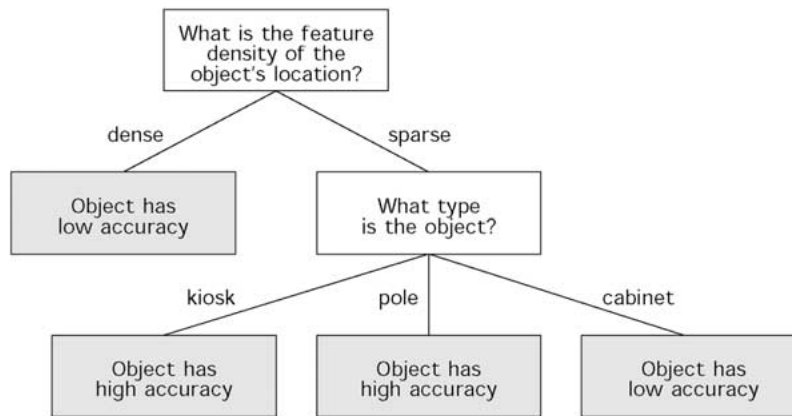 What is the feature
density of the
object's location?
dense
sparse
Object has
low accuracy
What type
is the object?
kiosk
pole
cabinet
Object has
high accuracy
Object has
high accuracy
Object has
low accuracy